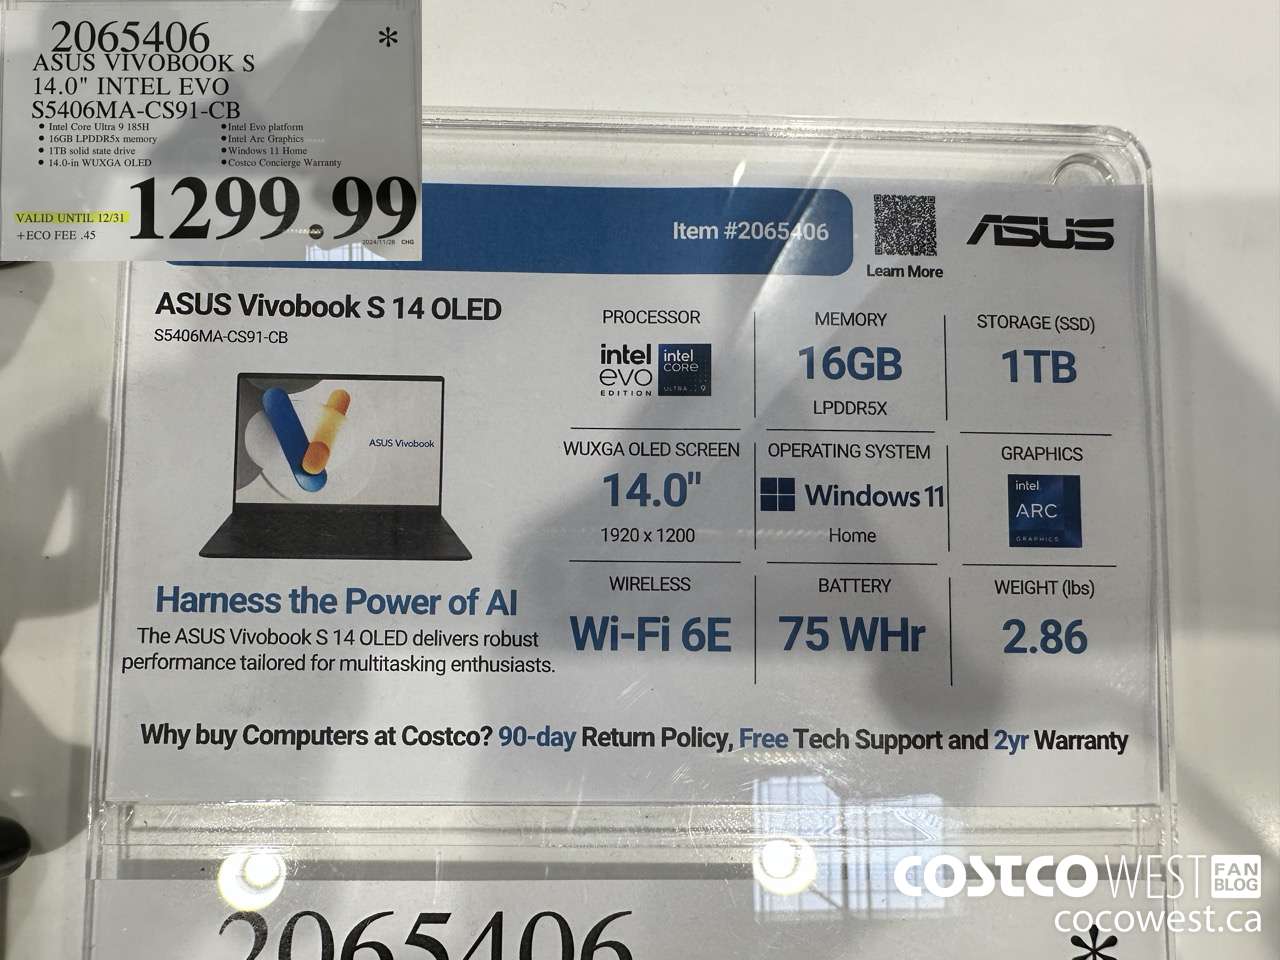 2065406 *
ASUS VIVOBOOK S
14.0" INTEL EVO
S5406MA-CS91-CB
• Intel Core Ultra 9 185H
• 16GB LPDDR5x memory
• 1TB solid state drive
• 14.0-in WUXGA OLED
• Intel Evo platform
• Intel Arc Graphics
• Windows 11 Home
• Costco Concierge Warranty
VALID UNTIL 12/31
+ECO FEE .45
1299.99
2024/11/28 CHG
Item #2065406
Learn More
ASUS
ASUS Vivobook S 14 OLED
S5406MA-CS91-CB
ASUS Vivobook
Harness the Power of AI
The ASUS Vivobook S 14 OLED delivers robust
performance tailored for multitasking enthusiasts.
PROCESSOR
intel
evo
EDITION
intel
CORE
ULTRA 9
MEMORY
16GB
LPDDR5X
STORAGE (SSD)
1TB
WUXGA OLED SCREEN
14.0"
1920 x 1200
OPERATING SYSTEM
Windows 11
Home
GRAPHICS
intel
ARC
GRAPHICS
WIRELESS
Wi-Fi 6E
BATTERY
75 WHr
WEIGHT (lbs)
2.86
Why buy Computers at Costco? 90-day Return Policy, Free Tech Support and 2yr Warranty
2065406 *
COSTCO WEST FAN BLOG
cocowest.ca